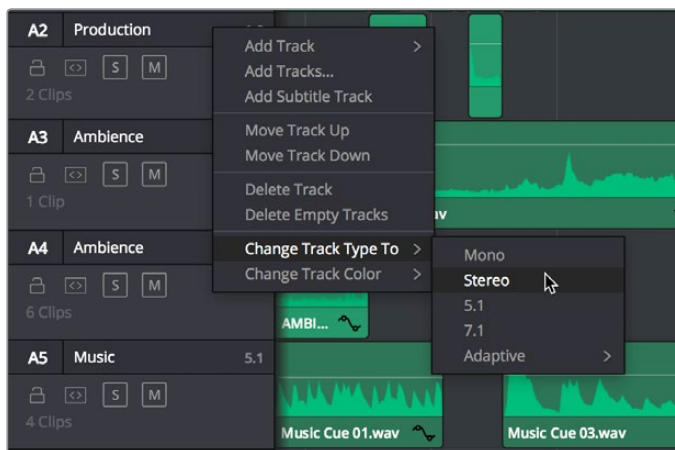 A2 Production
S M
2 Clips
A3 Ambience
S M
1 Clip
A4 Ambience
S M
6 Clips
A5 Music 5.1
S M
4 Clips
Add Track
Add Tracks...
Add Subtitle Track
Move Track Up
Move Track Down
Delete Track
Delete Empty Tracks
Change Track Type To
Change Track Color
Mono
Stereo
5.1
7.1
Adaptive
AMBI...
Music Cue 01.wav
Music Cue 03.wav